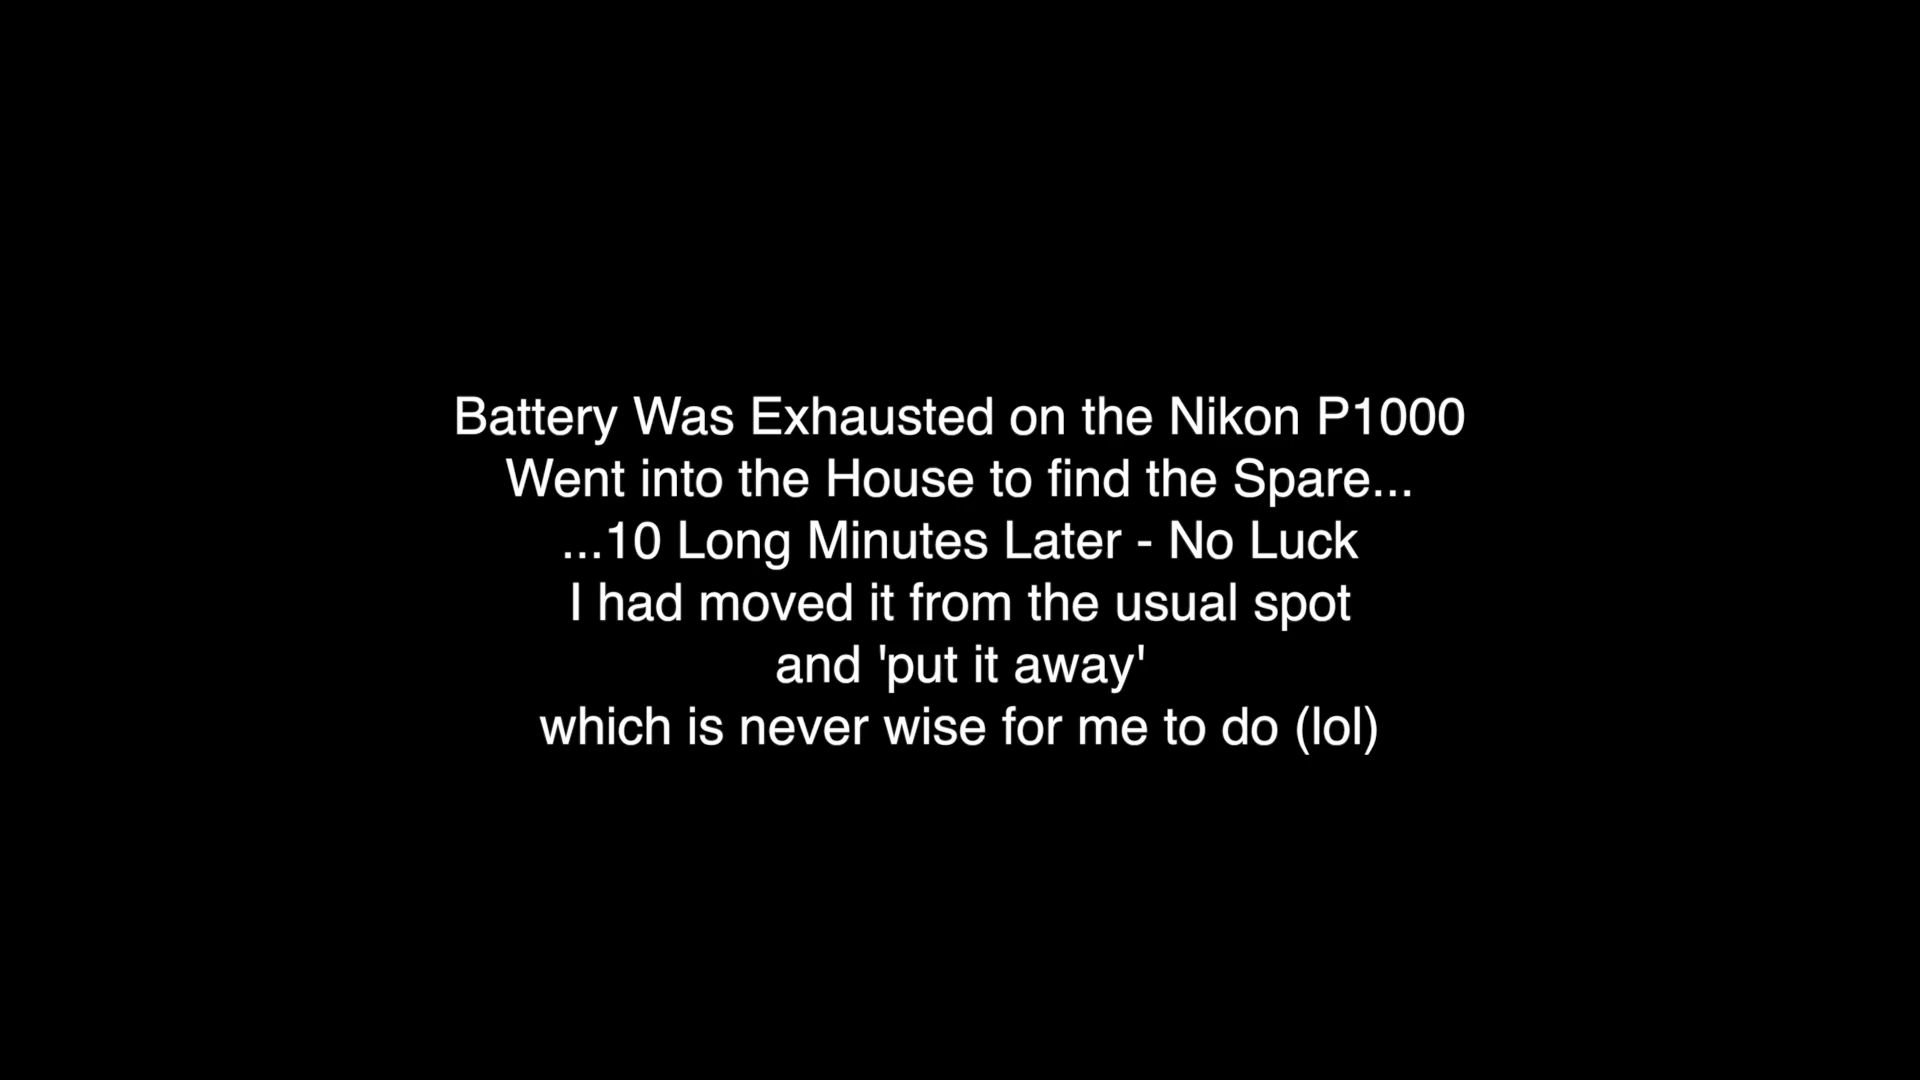 Battery Was Exhausted on the Nikon P1000
Went into the House to find the Spare...
...10 Long Minutes Later - No Luck
I had moved it from the usual spot
and 'put it away'
which is never wise for me to do (lol)